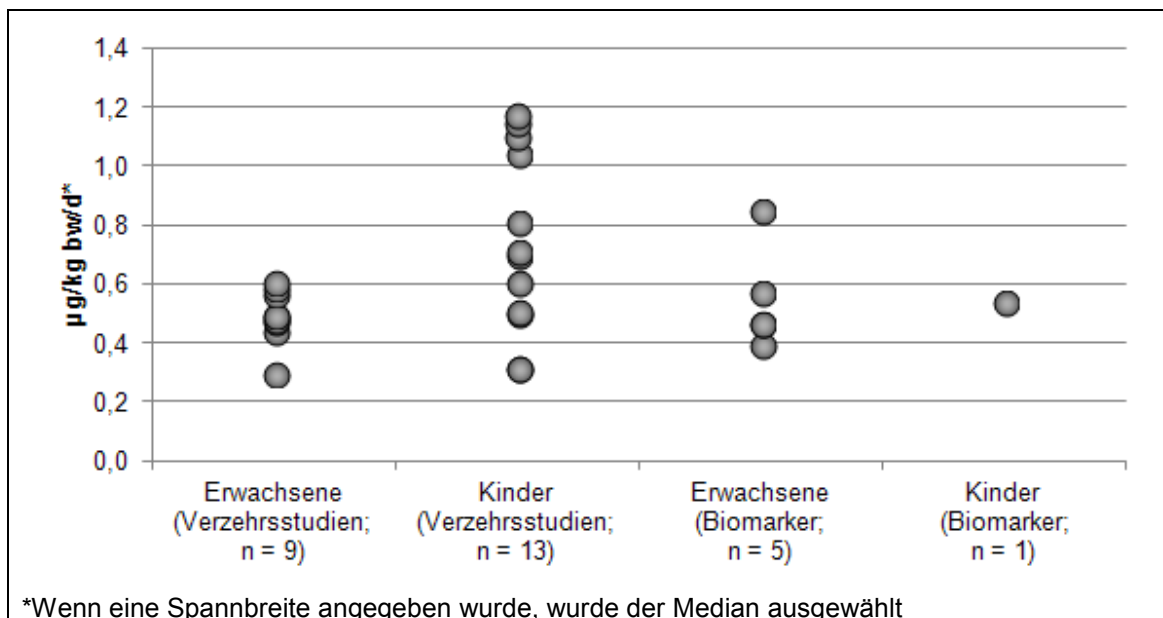 1,4
1,2
1,0
0,8
0,6
0,4
0,2
0,0
µg/kg bw/d*
Erwachsene
(Verzehrsstudien;
n = 9)
Kinder
(Verzehrsstudien;
n = 13)
Erwachsene
(Biomarker;
n = 5)
Kinder
(Biomarker;
n = 1)
*Wenn eine Spannbreite angegeben wurde, wurde der Median ausgewählt